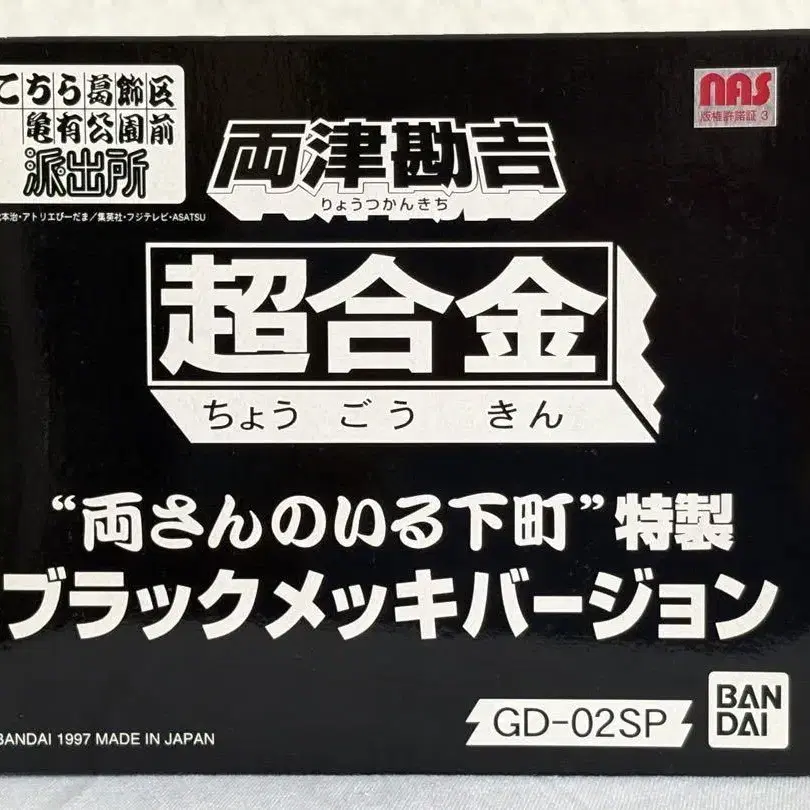 こちら葛飾区
亀有公園前
派出所
本治・アトリエびーだま/集英社・フジテレビ・ASATSU
nas
版権許諾証 3
両津勘吉
りょうつかんきち
超合金
ちょう ごう きん
“両さんのいる下町”特製
ブラックメッキバージョン
GD-02SP
BAN
DAI
BANDAI 1997 MADE IN JAPAN